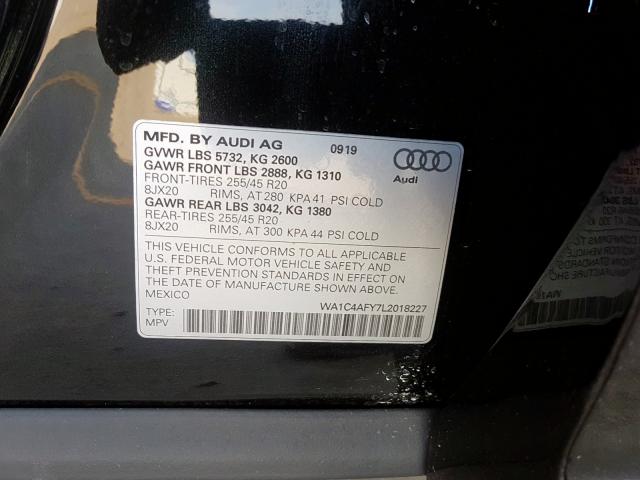 MFD. BY AUDI AG 09 19
GVWR LBS 5732, KG 2600
GAWR FRONT LBS 2888, KG 1310
FRONT-TIRES 255/45 R20
8JX20 RIMS, AT 280 KPA 41 PSI COLD
GAWR REAR LBS 3042, KG 1380
REAR-TIRES 255/45 R20
8JX20 RIMS, AT 300 KPA 44 PSI COLD
Audi
THIS VEHICLE CONFORMS TO ALL APPLICABLE
U.S. FEDERAL MOTOR VEHICLE SAFETY AND
THEFT PREVENTION STANDARDS IN EFFECT ON
THE DATE OF MANUFACTURE SHOWN ABOVE.
MEXICO WA1C4AFY7L2018227
TYPE:
MPV